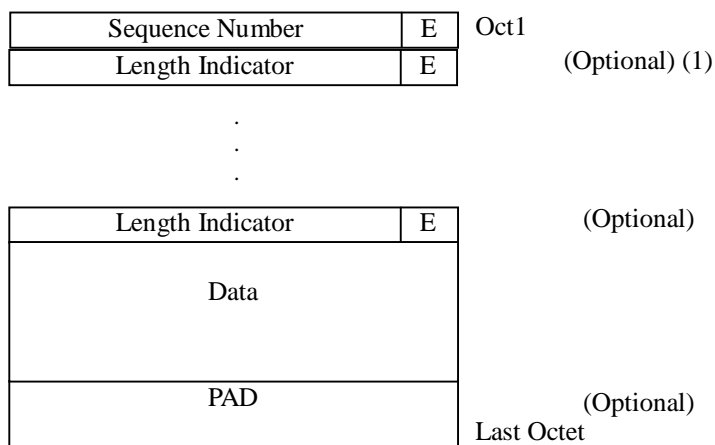 Sequence Number E Oct1
Length Indicator E (Optional) (1)
.
.
.
Length Indicator E (Optional)
Data
PAD (Optional)
Last Octet